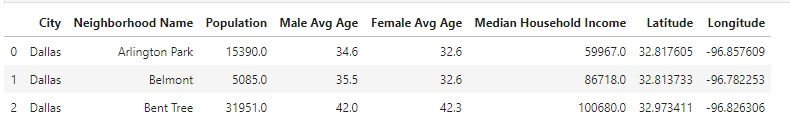 City Neighborhood Name Population Male Avg Age Female Avg Age Median Household Income Latitude Longitude
0 Dallas Arlington Park 15390.0 34.6 32.6 59967.0 32.817605 -96.857609
1 Dallas Belmont 5085.0 35.5 32.6 86718.0 32.813733 -96.782253
2 Dallas Bent Tree 31951.0 42.0 42.3 100680.0 32.973411 -96.826306